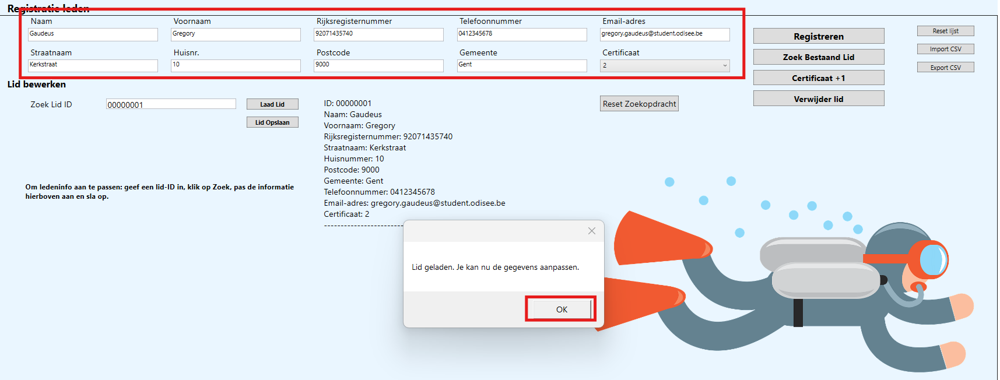 Registratie leden
Naam Voornaam Rijksregisternummer Telefoonnummer Email-adres
Gaudeus Gregory 92071435740 0412345678 gregory.gaudeus@student.odisee.be
Straatnaam Huisnr. Postcode Gemeente Certificaat
Kerkstraat 10 9000 Gent 2
Registreren
Zoek Bestaand Lid
Certificaat +1
Verwijder lid
Reset lijst
Import CSV
Export CSV
Lid bewerken
Zoek Lid ID 00000001 Laad Lid
Lid Opslaan
Om ledeninfo aan te passen: geef een lid-ID in, klik op Zoek, pas de informatie
hierboven aan en sla op.
ID: 00000001
Naam: Gaudeus
Voornaam: Gregory
Rijksregisternummer: 92071435740
Straatnaam: Kerkstraat
Huisnummer: 10
Postcode: 9000
Gemeente: Gent
Telefoonnummer: 0412345678
Email-adres: gregory.gaudeus@student.odisee.be
Certificaat: 2
-------------------------
Reset Zoekopdracht
Lid geladen. Je kan nu de gegevens aanpassen.
OK